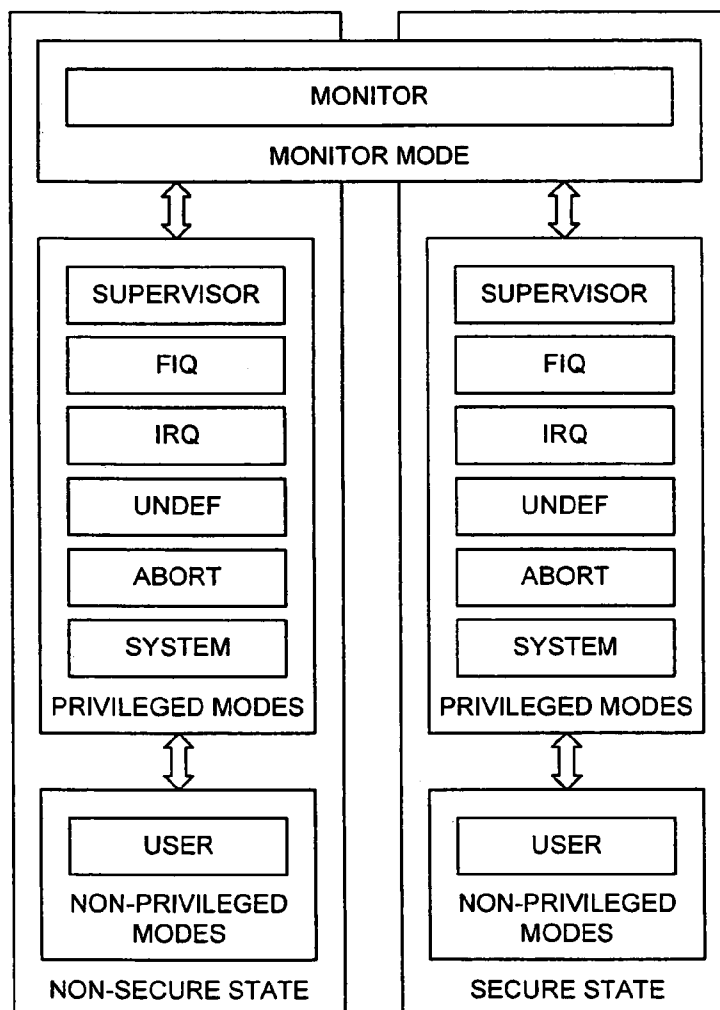 MONITOR
MONITOR MODE
SUPERVISOR
FIQ
IRQ
UNDEF
ABORT
SYSTEM
PRIVILEGED MODES
USER
NON-PRIVILEGED
MODES
NON-SECURE STATE
SUPERVISOR
FIQ
IRQ
UNDEF
ABORT
SYSTEM
PRIVILEGED MODES
USER
NON-PRIVILEGED
MODES
SECURE STATE